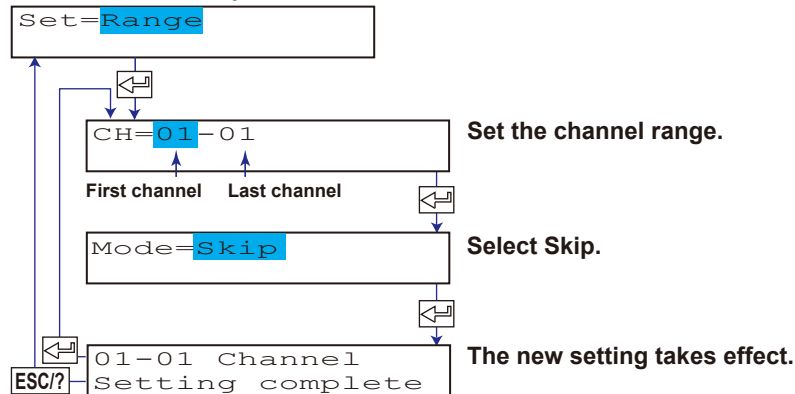 Set=Range
CH=01-01
Set the channel range.
First channel Last channel
Mode=Skip
Select Skip.
01-01 Channel
The new setting takes effect.
ESC/?
Setting complete